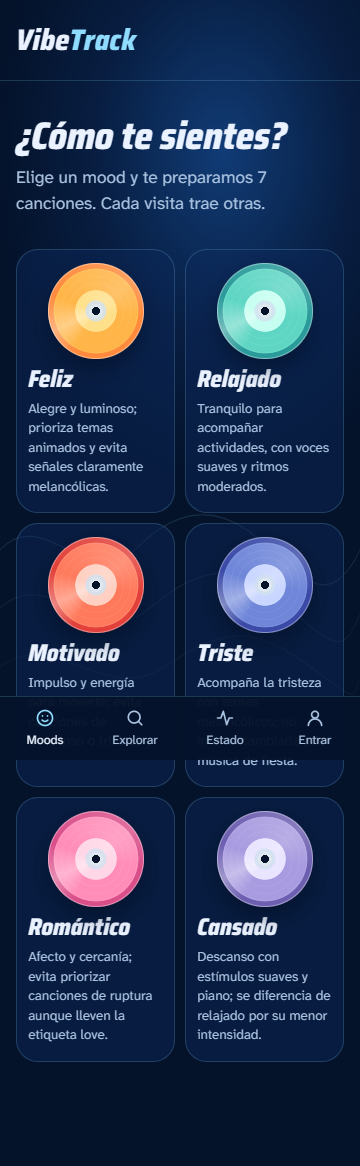 VibeTrack
¿Cómo te sientes?
Elige un mood y te preparamos 7
canciones. Cada visita trae otras.
Feliz
Alegre y luminoso;
prioriza temas
animados y evita
señales claramente
melancólicas.
Relajado
Tranquilo para
acompañar
actividades, con voces
suaves y ritmos
moderados.
Motivado
Impulso y energía
Triste
Acompaña la tristeza
Moods
Explorar
Estado
Entrar
música de fiesta.
Romántico
Afecto y cercanía;
evita priorizar
canciones de ruptura
aunque lleven la
etiqueta love.
Cansado
Descanso con
estímulos suaves y
piano; se diferencia de
relajado por su menor
intensidad.